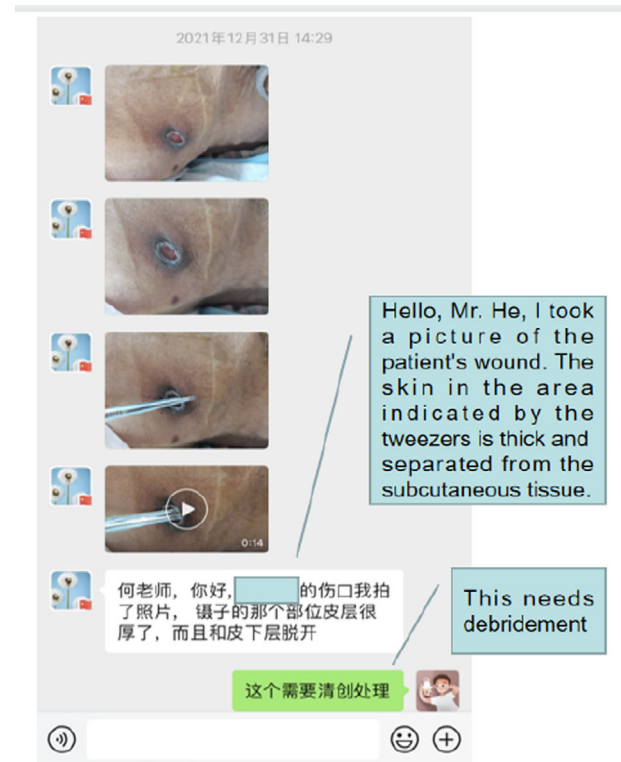 2021年12月31日 14:29
0:14
Hello, Mr. He, I took
a picture of the
patient's wound. The
skin in the area
indicated by the
tweezers is thick and
separated from the
subcutaneous tissue.
何老师，你好, 的伤口我拍
了照片， 镊子的那个部位皮层很
厚了，而且和皮下层脱开
This needs
debridement
这个需要清创处理